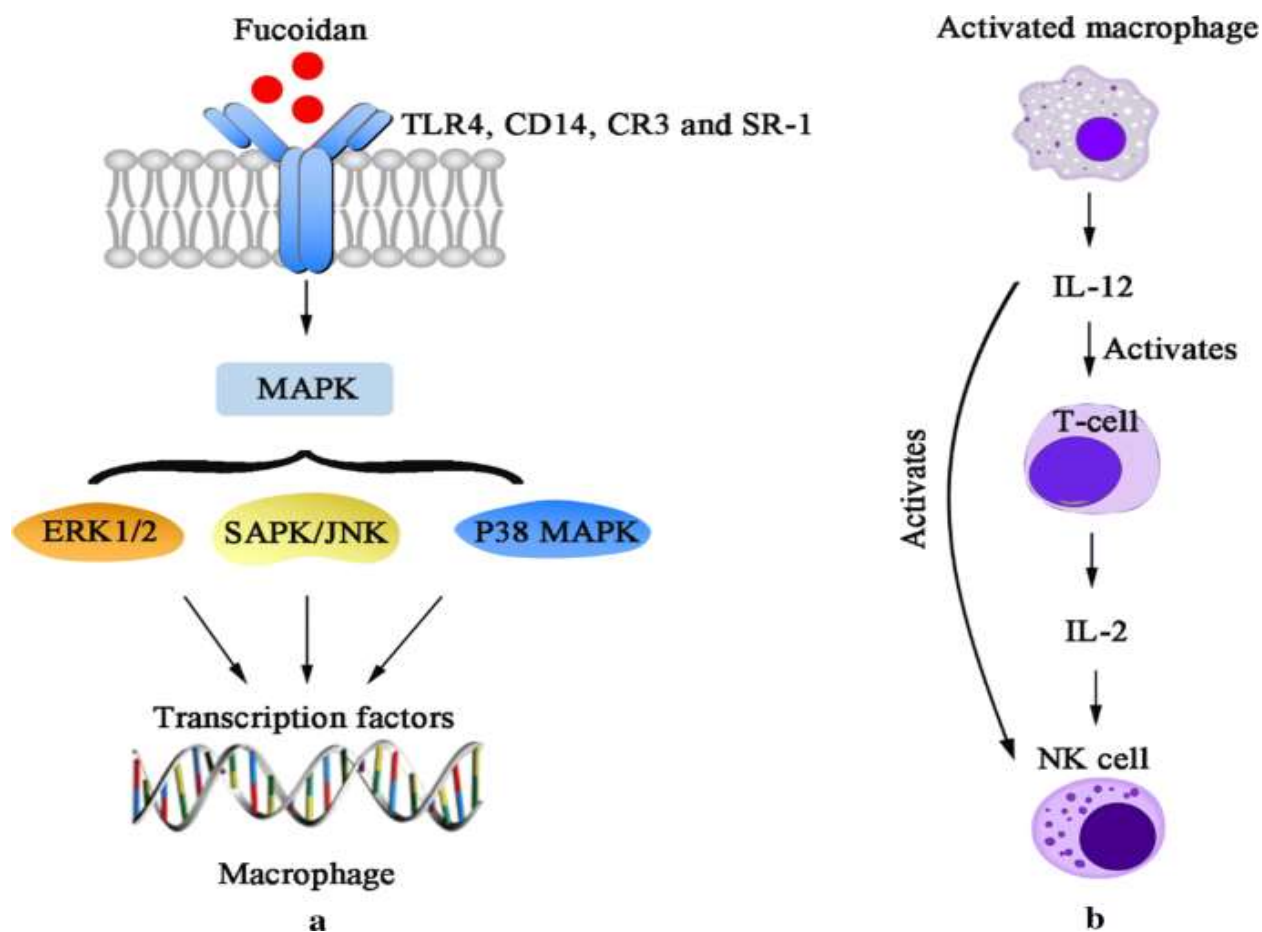 Fucoidan
TLR4, CD14, CR3 and SR-1
MAPK
ERK1/2
SAPK/JNK
P38 MAPK
Transcription factors
Macrophage
a
Activated macrophage
IL-12
Activates
Activates
T-cell
IL-2
NK cell
b